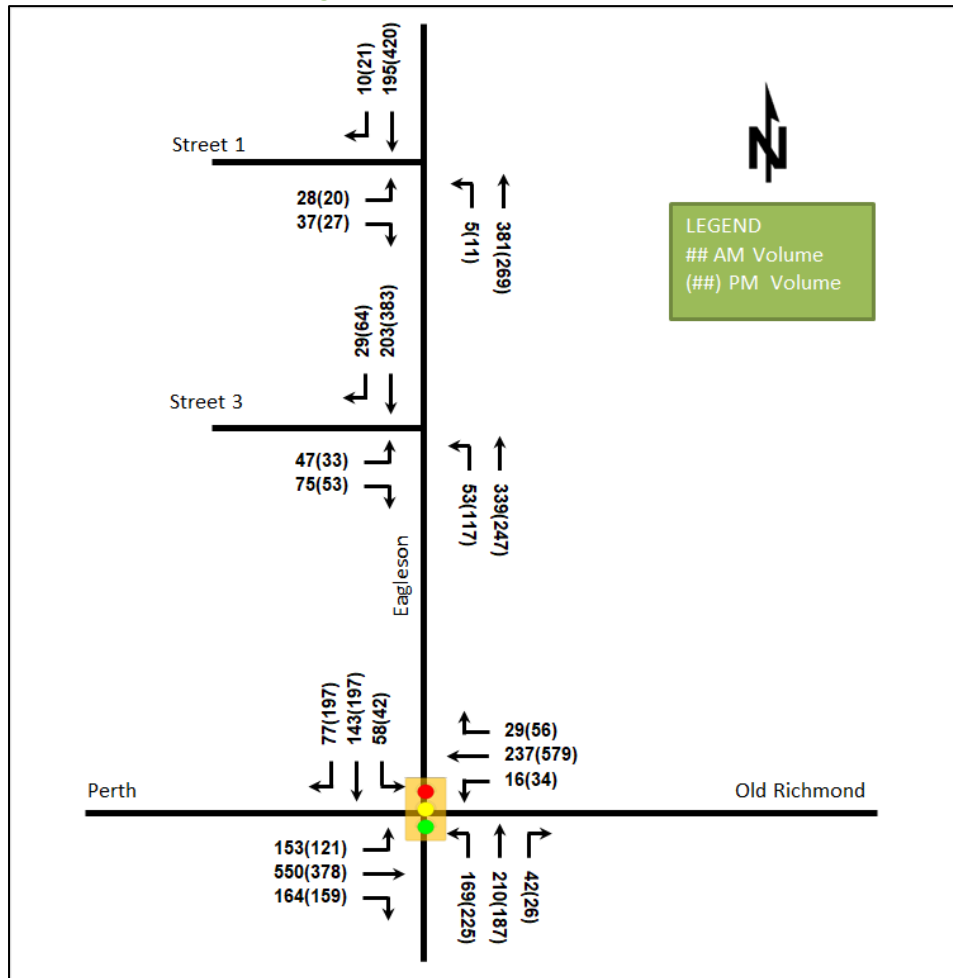 10(21)
195(420)
Street 1
28(20)
37(27)
5(11)
381(269)
N
LEGEND
## AM Volume
(##) PM Volume
29(64)
203(383)
Street 3
47(33)
75(53)
53(117)
339(247)
Eagleson
77(197)
143(197)
58(42)
29(56)
237(579)
16(34)
Perth
Old Richmond
153(121)
550(378)
164(159)
169(225)
210(187)
42(26)